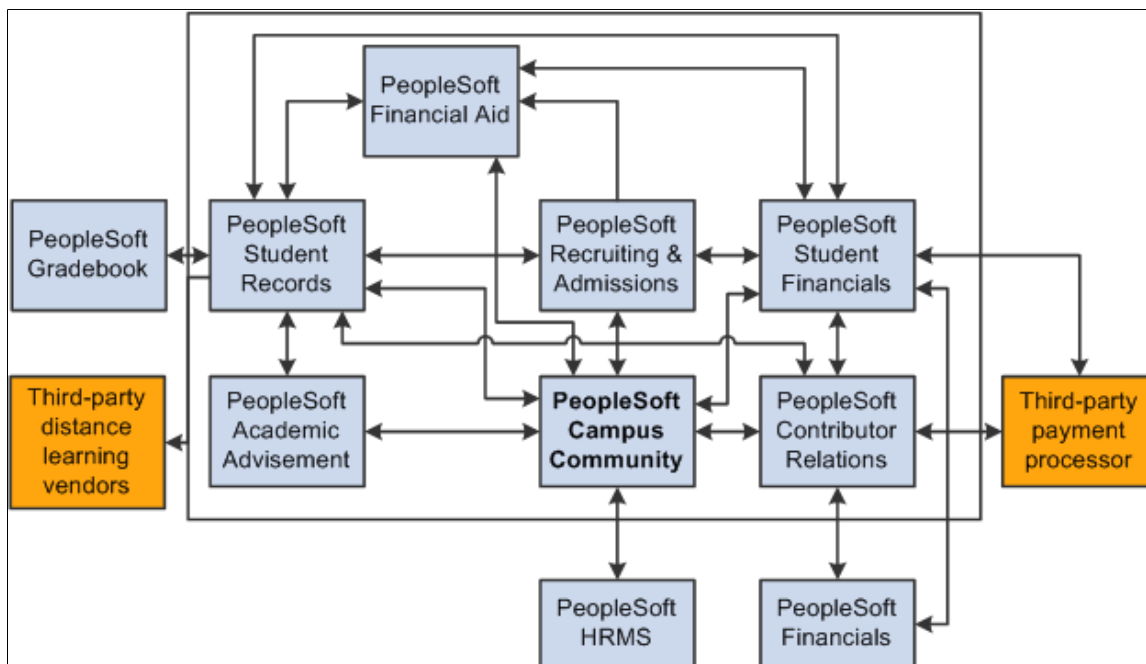 PeopleSoft
Financial Aid
PeopleSoft
Gradebook
PeopleSoft
Student
Records
PeopleSoft
Recruiting &
Admissions
PeopleSoft
Student
Financials
Third-party
distance
learning
vendors
PeopleSoft
Academic
Advisement
PeopleSoft
Campus
Community
PeopleSoft
Contributor
Relations
Third-party
payment
processor
PeopleSoft
HRMS
PeopleSoft
Financials